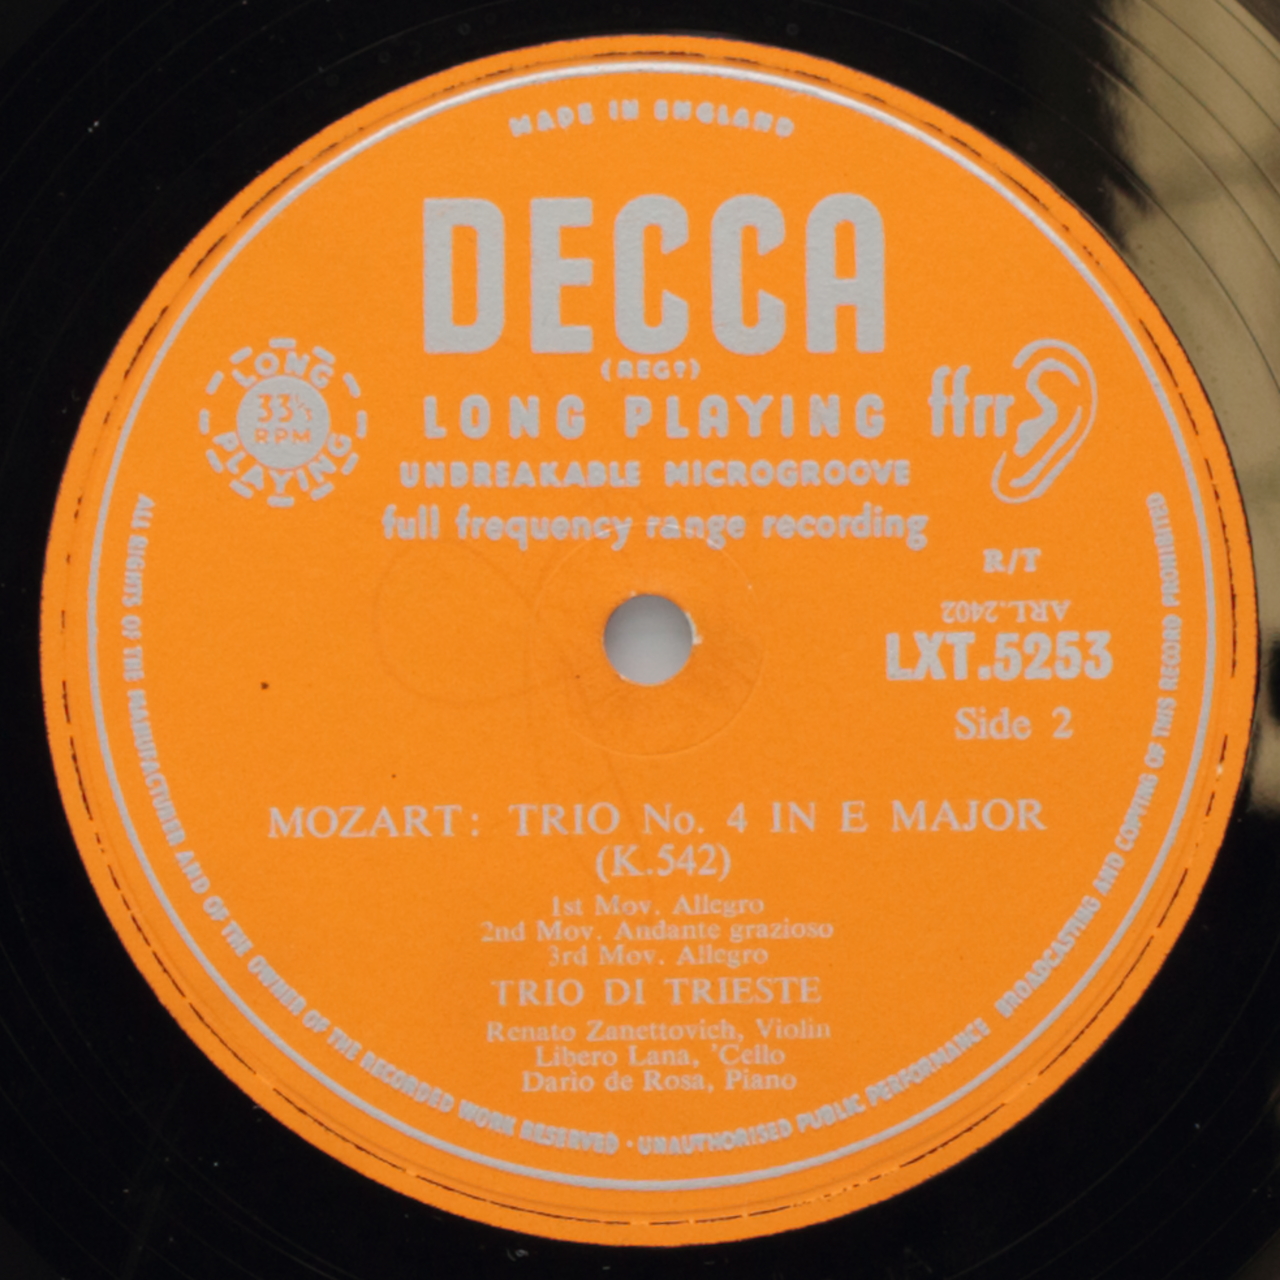 MADE IN ENGLAND
DECCA
(REGD)
LONG PLAYING
UNBREAKABLE MICROGROOVE
full frequency range recording
LONG
33⅓
RPM
PLAYING
ffrr
R/T
ARL.2402
LXT.5253
Side 2
MOZART: TRIO No. 4 IN E MAJOR
(K.542)
1st Mov. Allegro
2nd Mov. Andante grazioso
3rd Mov. Allegro
TRIO DI TRIESTE
Renato Zanettovich, Violin
Libero Lana, 'Cello
Dario de Rosa, Piano
ALL RIGHTS OF THE MANUFACTURER AND OF THE OWNER OF THE RECORDED WORK RESERVED · UNAUTHORISED PUBLIC PERFORMANCE BROADCASTING AND COPYING OF THIS RECORD PROHIBITED